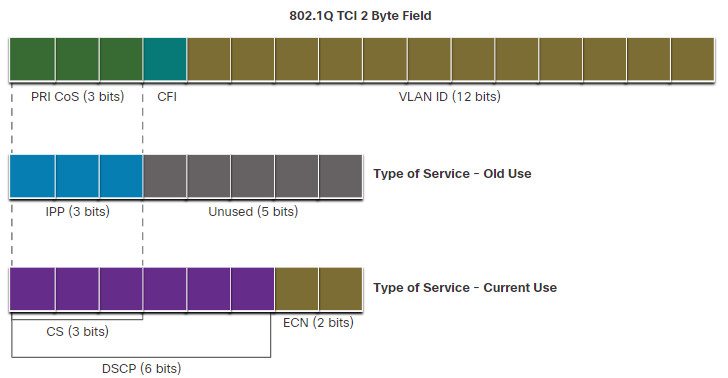 802.1Q TCI 2 Byte Field
PRI CoS (3 bits)
CFI
VLAN ID (12 bits)
Type of Service – Old Use
IPP (3 bits)
Unused (5 bits)
Type of Service – Current Use
CS (3 bits)
ECN (2 bits)
DSCP (6 bits)